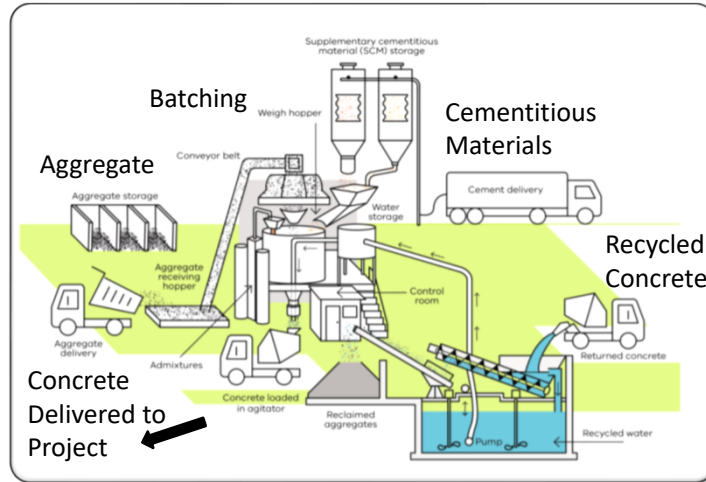 Supplementary cementitious
material (SCM) storage
Batching
Weigh hopper
Cementitious
Materials
Aggregate
Conveyor belt
Aggregate storage
Cement delivery
Water
storage
Recycled
Concrete
Aggregate
receiving
hopper
Control
room
Aggregate
delivery
Admixtures
Returned concrete
Concrete
Delivered to
Project
Concrete loaded
in agitator
Reclaimed
aggregates
Pump
Recycled water